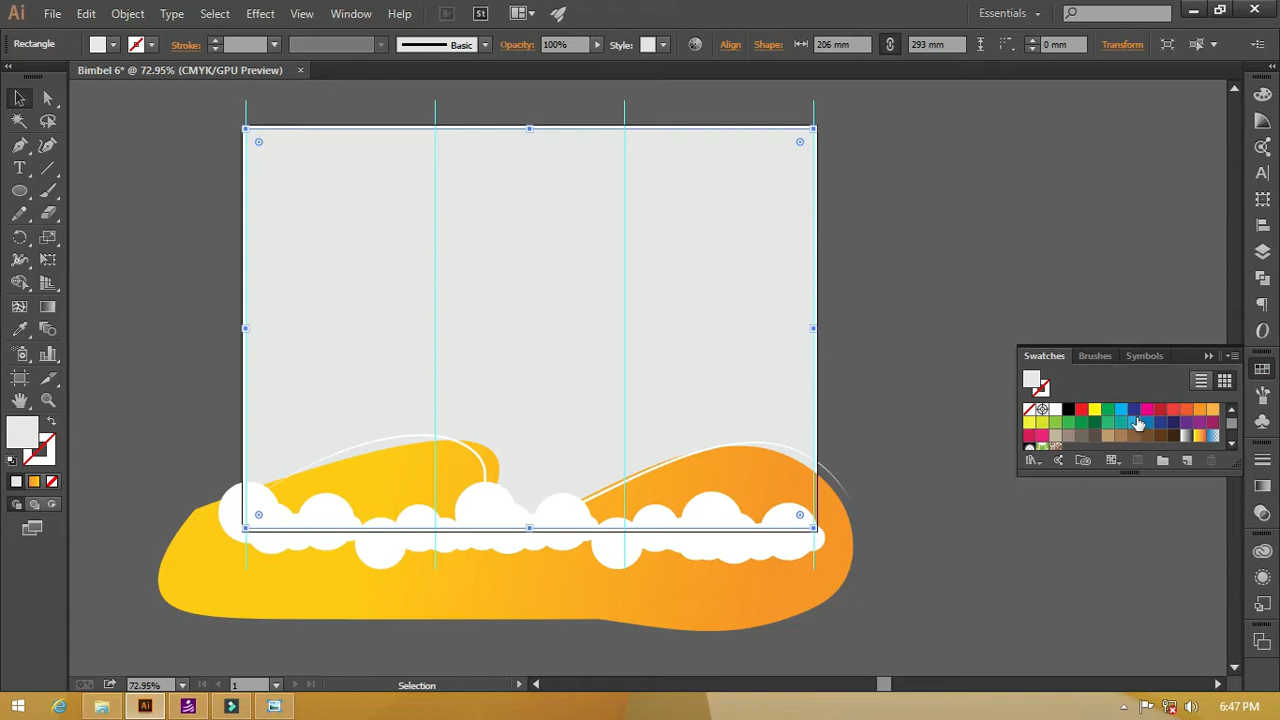 Ai File Edit Object Type Select Effect View Window Help Br St Essentials
Rectangle Stroke: Basic Opacity: 100% Style: Align Shape: 206 mm 293 mm 0 mm Transform
Bimbel 6* @ 72.95% (CMYK/GPU Preview)
Swatches Brushes Symbols
72.95% 1 Selection
Ai 6:47 PM